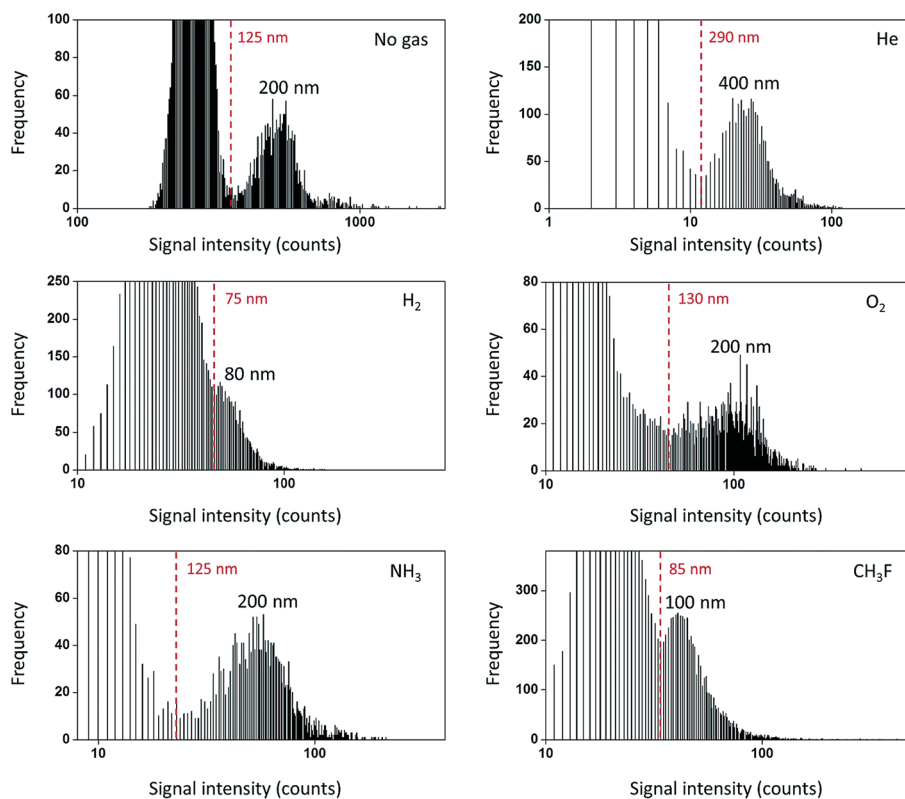 100
80
60
40
20
0
Frequency
125 nm
No gas
200 nm
100
1000
Signal intensity (counts)
200
150
100
50
0
Frequency
290 nm
He
400 nm
1
10
100
Signal intensity (counts)
250
200
150
100
50
0
Frequency
75 nm
H₂
80 nm
10
100
Signal intensity (counts)
80
60
40
20
0
Frequency
130 nm
O₂
200 nm
10
100
Signal intensity (counts)
80
60
40
20
0
Frequency
125 nm
NH₃
200 nm
10
100
Signal intensity (counts)
300
200
100
0
Frequency
85 nm
CH₃F
100 nm
10
100
Signal intensity (counts)